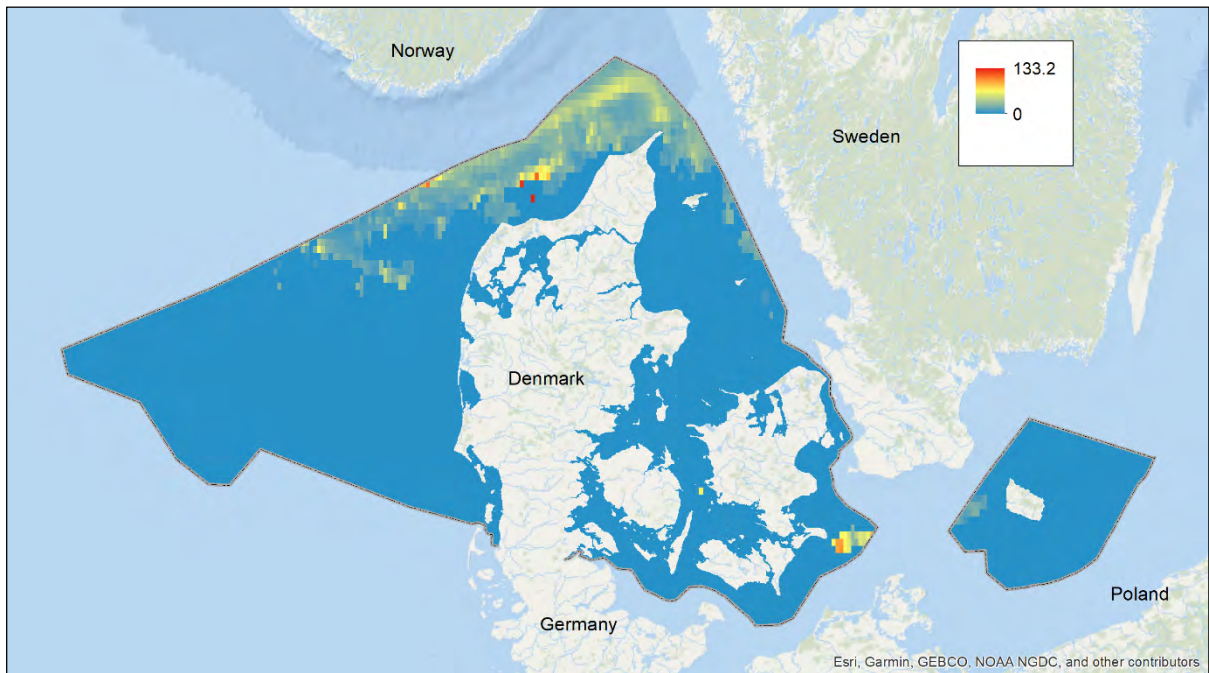 Norway
133.2
0
Sweden
Denmark
Poland
Germany
Esri, Garmin, GEBCO, NOAA NGDC, and other contributors